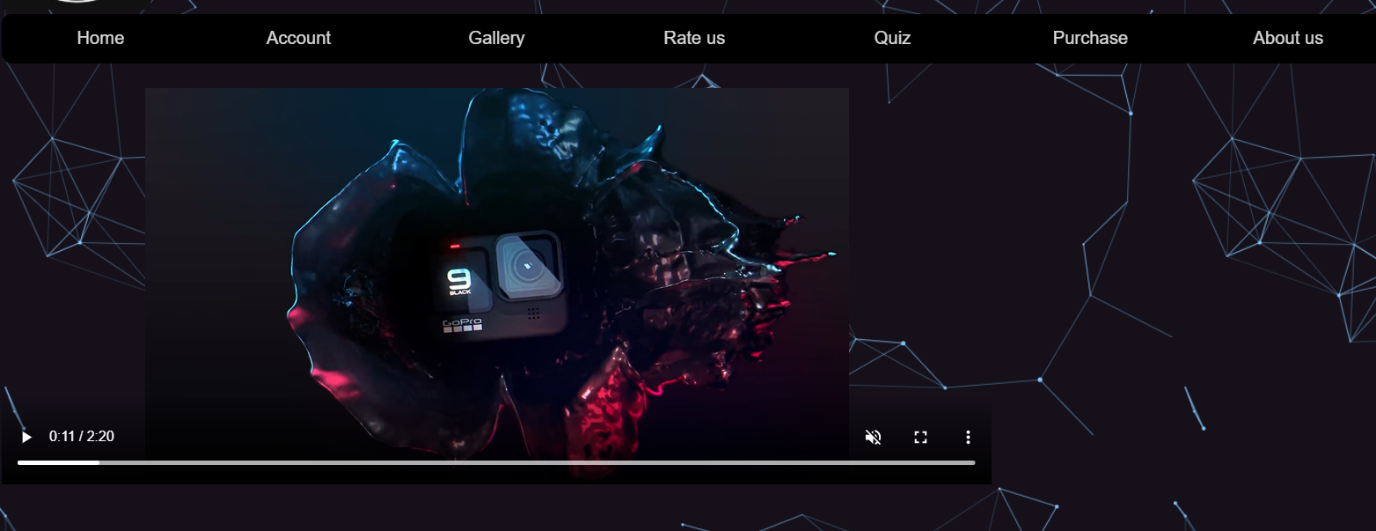 Home Account Gallery Rate us Quiz Purchase About us
9
BLACK
GoPro
0:11 / 2:20